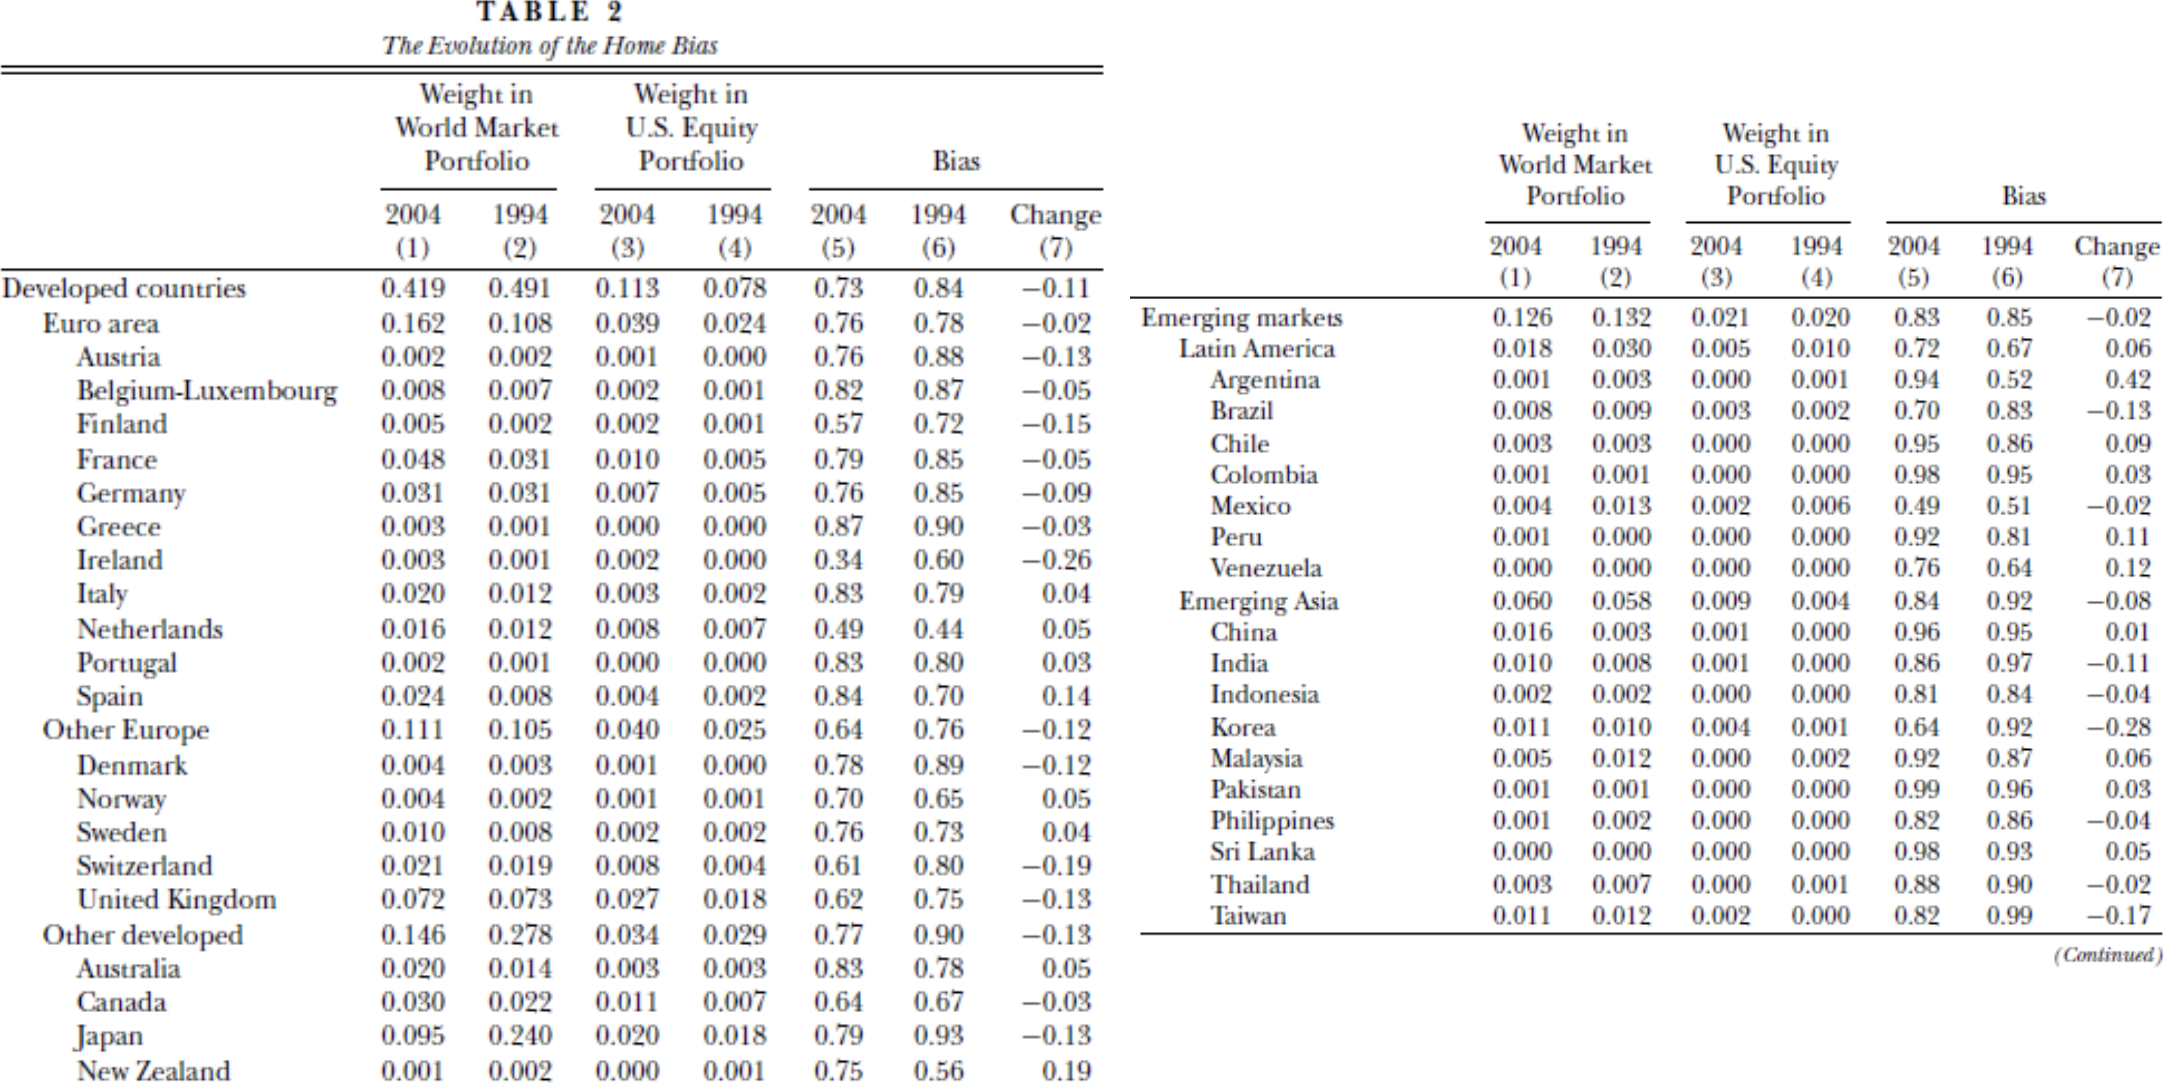 TABLE 2
The Evolution of the Home Bias
Weight in World Market Portfolio Weight in U.S. Equity Portfolio Bias
2004 1994 2004 1994 2004 1994 Change
(1) (2) (3) (4) (5) (6) (7)
Developed countries 0.419 0.491 0.113 0.078 0.73 0.84 −0.11
Euro area 0.162 0.108 0.039 0.024 0.76 0.78 −0.02
Austria 0.002 0.002 0.001 0.000 0.76 0.88 −0.13
Belgium-Luxembourg 0.008 0.007 0.002 0.001 0.82 0.87 −0.05
Finland 0.005 0.002 0.002 0.001 0.57 0.72 −0.15
France 0.048 0.031 0.010 0.005 0.79 0.85 −0.05
Germany 0.031 0.031 0.007 0.005 0.76 0.85 −0.09
Greece 0.003 0.001 0.000 0.000 0.87 0.90 −0.03
Ireland 0.003 0.001 0.002 0.000 0.34 0.60 −0.26
Italy 0.020 0.012 0.003 0.002 0.83 0.79 0.04
Netherlands 0.016 0.012 0.008 0.007 0.49 0.44 0.05
Portugal 0.002 0.001 0.000 0.000 0.83 0.80 0.03
Spain 0.024 0.008 0.004 0.002 0.84 0.70 0.14
Other Europe 0.111 0.105 0.040 0.025 0.64 0.76 −0.12
Denmark 0.004 0.003 0.001 0.000 0.78 0.89 −0.12
Norway 0.004 0.002 0.001 0.001 0.70 0.65 0.05
Sweden 0.010 0.008 0.002 0.002 0.76 0.73 0.04
Switzerland 0.021 0.019 0.008 0.004 0.61 0.80 −0.19
United Kingdom 0.072 0.073 0.027 0.018 0.62 0.75 −0.13
Other developed 0.146 0.278 0.034 0.029 0.77 0.90 −0.13
Australia 0.020 0.014 0.003 0.003 0.83 0.78 0.05
Canada 0.030 0.022 0.011 0.007 0.64 0.67 −0.03
Japan 0.095 0.240 0.020 0.018 0.79 0.93 −0.13
New Zealand 0.001 0.002 0.000 0.001 0.75 0.56 0.19
Weight in World Market Portfolio Weight in U.S. Equity Portfolio Bias
2004 1994 2004 1994 2004 1994 Change
(1) (2) (3) (4) (5) (6) (7)
Emerging markets 0.126 0.132 0.021 0.020 0.83 0.85 −0.02
Latin America 0.018 0.030 0.005 0.010 0.72 0.67 0.06
Argentina 0.001 0.003 0.000 0.001 0.94 0.52 0.42
Brazil 0.008 0.009 0.003 0.002 0.70 0.83 −0.13
Chile 0.003 0.003 0.000 0.000 0.95 0.86 0.09
Colombia 0.001 0.001 0.000 0.000 0.98 0.95 0.03
Mexico 0.004 0.013 0.002 0.006 0.49 0.51 −0.02
Peru 0.001 0.000 0.000 0.000 0.92 0.81 0.11
Venezuela 0.000 0.000 0.000 0.000 0.76 0.64 0.12
Emerging Asia 0.060 0.058 0.009 0.004 0.84 0.92 −0.08
China 0.016 0.003 0.001 0.000 0.96 0.95 0.01
India 0.010 0.008 0.001 0.000 0.86 0.97 −0.11
Indonesia 0.002 0.002 0.000 0.000 0.81 0.84 −0.04
Korea 0.011 0.010 0.004 0.001 0.64 0.92 −0.28
Malaysia 0.005 0.012 0.000 0.002 0.92 0.87 0.06
Pakistan 0.001 0.001 0.000 0.000 0.99 0.96 0.03
Philippines 0.001 0.002 0.000 0.000 0.82 0.86 −0.04
Sri Lanka 0.000 0.000 0.000 0.000 0.98 0.93 0.05
Thailand 0.003 0.007 0.000 0.001 0.88 0.90 −0.02
Taiwan 0.011 0.012 0.002 0.000 0.82 0.99 −0.17
(Continued)